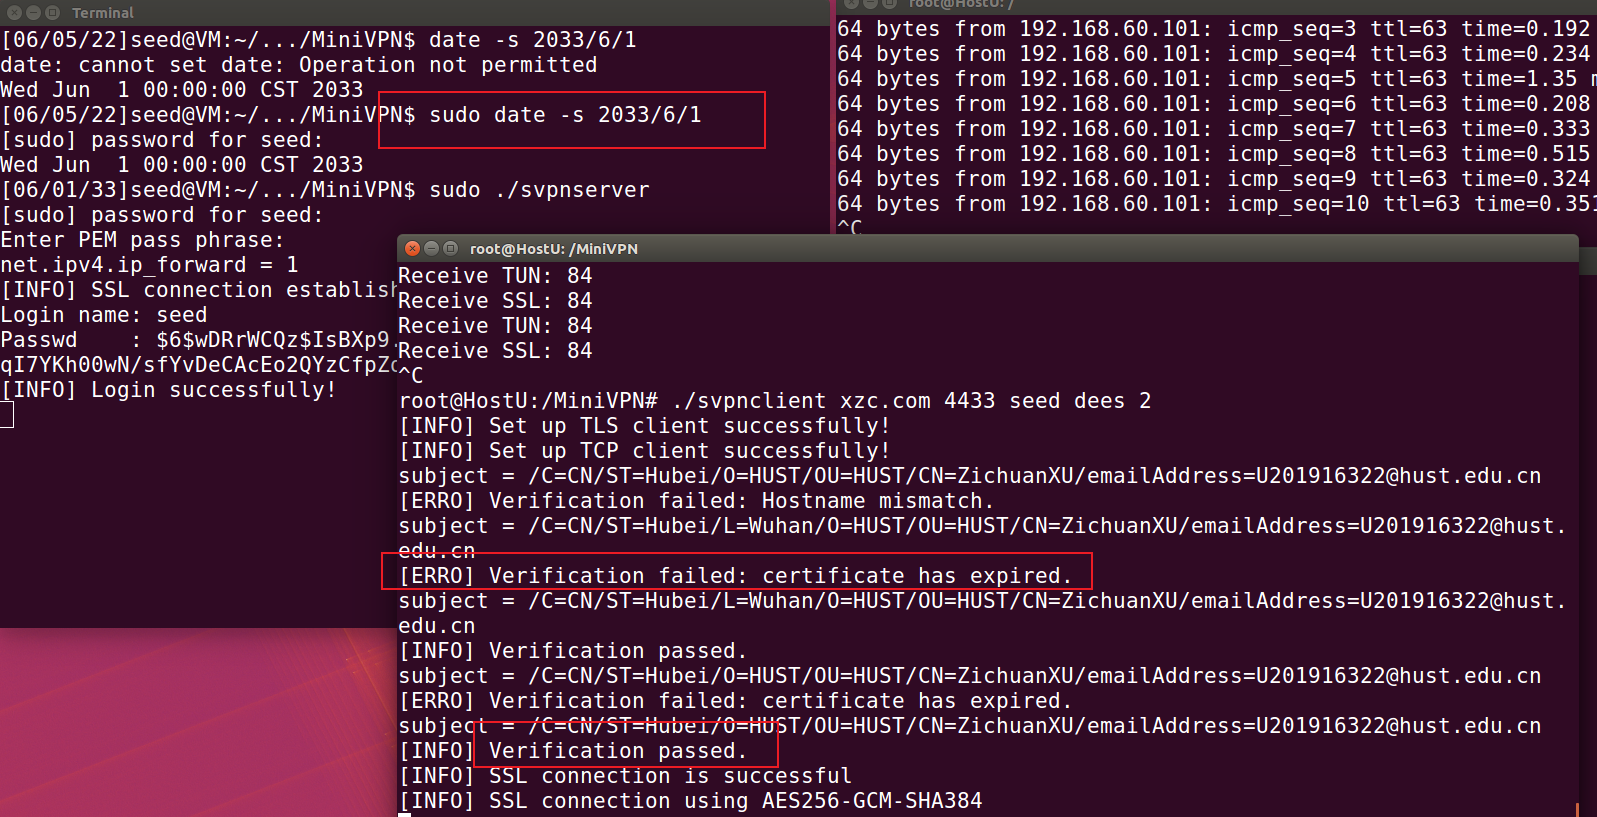 Terminal
[06/05/22]seed@VM:~/.../MiniVPN$ date -s 2033/6/1
date: cannot set date: Operation not permitted
Wed Jun  1 00:00:00 CST 2033
[06/05/22]seed@VM:~/.../MiniVPN$ sudo date -s 2033/6/1
[sudo] password for seed:
Wed Jun  1 00:00:00 CST 2033
[06/01/33]seed@VM:~/.../MiniVPN$ sudo ./svpnserver
[sudo] password for seed:
Enter PEM pass phrase:
net.ipv4.ip_forward = 1
[INFO] SSL connection establish
Login name: seed
Passwd    : $6$wDRrWCQz$IsBXp9.
qI7YKh00wN/sfYvDeCAcEo2QYzCfpZ
[INFO] Login successfully!
root@HostU: /
64 bytes from 192.168.60.101: icmp_seq=3 ttl=63 time=0.192
64 bytes from 192.168.60.101: icmp_seq=4 ttl=63 time=0.234
64 bytes from 192.168.60.101: icmp_seq=5 ttl=63 time=1.35 m
64 bytes from 192.168.60.101: icmp_seq=6 ttl=63 time=0.208
64 bytes from 192.168.60.101: icmp_seq=7 ttl=63 time=0.333
64 bytes from 192.168.60.101: icmp_seq=8 ttl=63 time=0.515
64 bytes from 192.168.60.101: icmp_seq=9 ttl=63 time=0.324
64 bytes from 192.168.60.101: icmp_seq=10 ttl=63 time=0.351
^C
root@HostU: /MiniVPN
Receive TUN: 84
Receive SSL: 84
Receive TUN: 84
Receive SSL: 84
^C
root@HostU:/MiniVPN# ./svpnclient xzc.com 4433 seed dees 2
[INFO] Set up TLS client successfully!
[INFO] Set up TCP client successfully!
subject = /C=CN/ST=Hubei/O=HUST/OU=HUST/CN=ZichuanXU/emailAddress=U201916322@hust.edu.cn
[ERRO] Verification failed: Hostname mismatch.
subject = /C=CN/ST=Hubei/L=Wuhan/O=HUST/OU=HUST/CN=ZichuanXU/emailAddress=U201916322@hust.
edu.cn
[ERRO] Verification failed: certificate has expired.
subject = /C=CN/ST=Hubei/L=Wuhan/O=HUST/OU=HUST/CN=ZichuanXU/emailAddress=U201916322@hust.
edu.cn
[INFO] Verification passed.
subject = /C=CN/ST=Hubei/O=HUST/OU=HUST/CN=ZichuanXU/emailAddress=U201916322@hust.edu.cn
[ERRO] Verification failed: certificate has expired.
subject = /C=CN/ST=Hubei/O=HUST/OU=HUST/CN=ZichuanXU/emailAddress=U201916322@hust.edu.cn
[INFO] Verification passed.
[INFO] SSL connection is successful
[INFO] SSL connection using AES256-GCM-SHA384